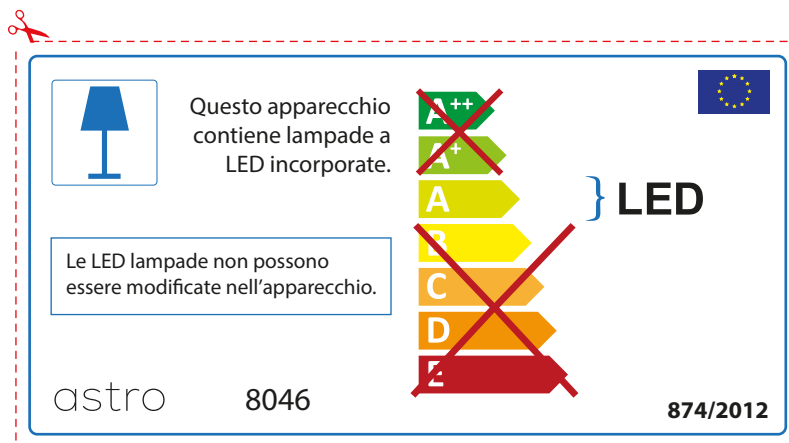 Questo apparecchio
contiene lampade a
LED incorporate.
Le LED lampade non possono
essere modificate nell'apparecchio.
A++
A+
A
B
C
D
E
LED
astro
8046
874/2012